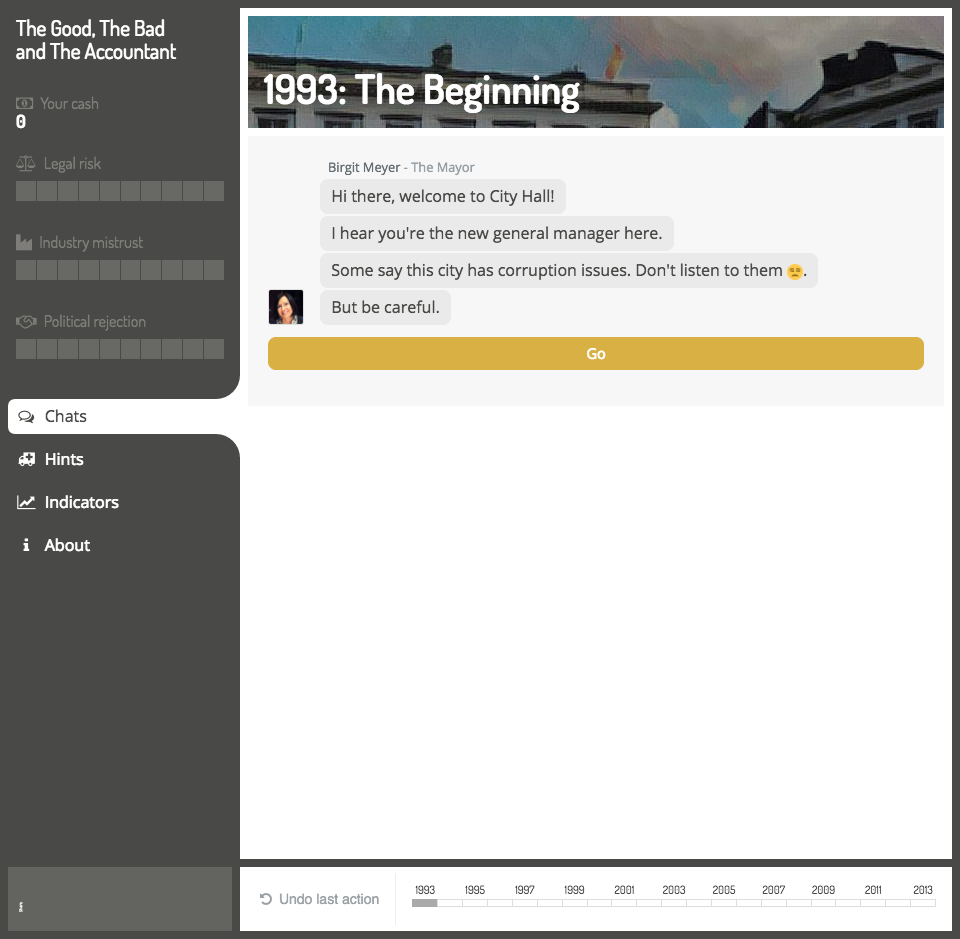 The Good, The Bad
and The Accountant
Your cash
0
Legal risk
Industry mistrust
Political rejection
Chats
Hints
Indicators
About
1993: The Beginning
Birgit Meyer - The Mayor
Hi there, welcome to City Hall!
I hear you're the new general manager here.
Some say this city has corruption issues. Don't listen to them 😑.
But be careful.
Go
Undo last action
1993 1995 1997 1999 2001 2003 2005 2007 2009 2011 2013